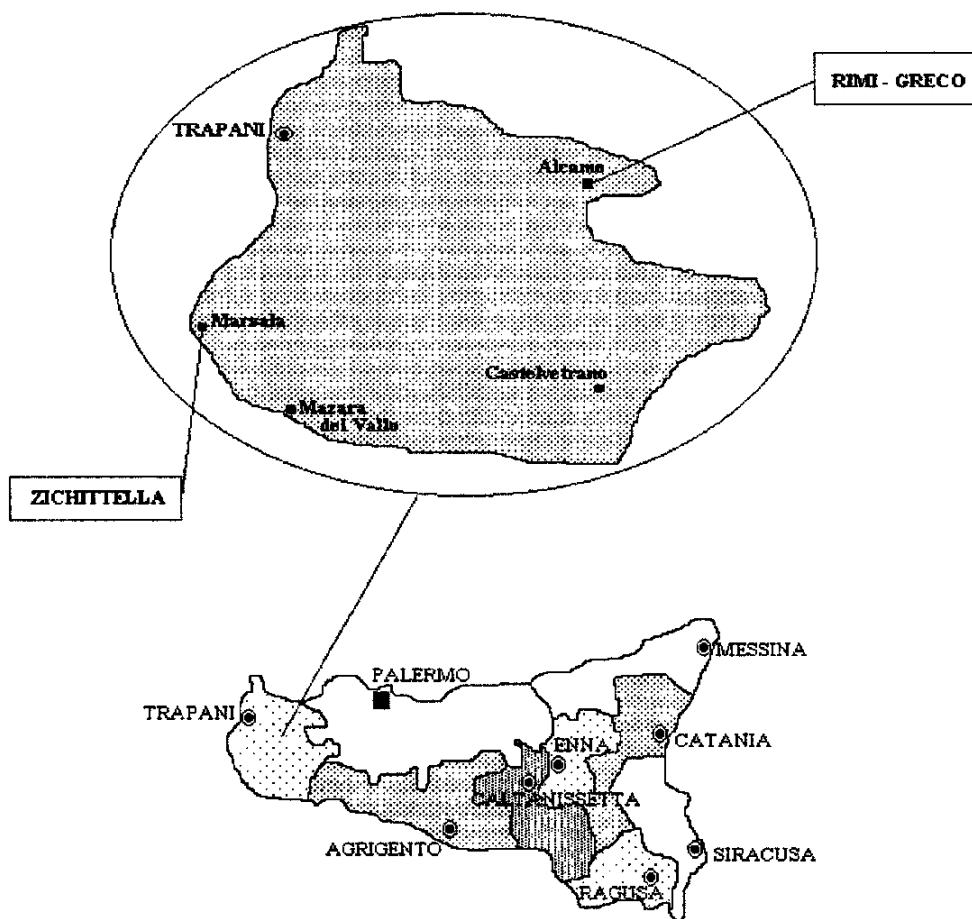 RIMI - GRECO
TRAPANI
Alcamo
Marsala
Castelvetrano
Mazara
del Vallo
ZICHITTELLA
MESSINA
PALERMO
TRAPANI
ENNA
CATANIA
CALTANISSETTA
AGRIGENTO
SIRACUSA
RAGUSA